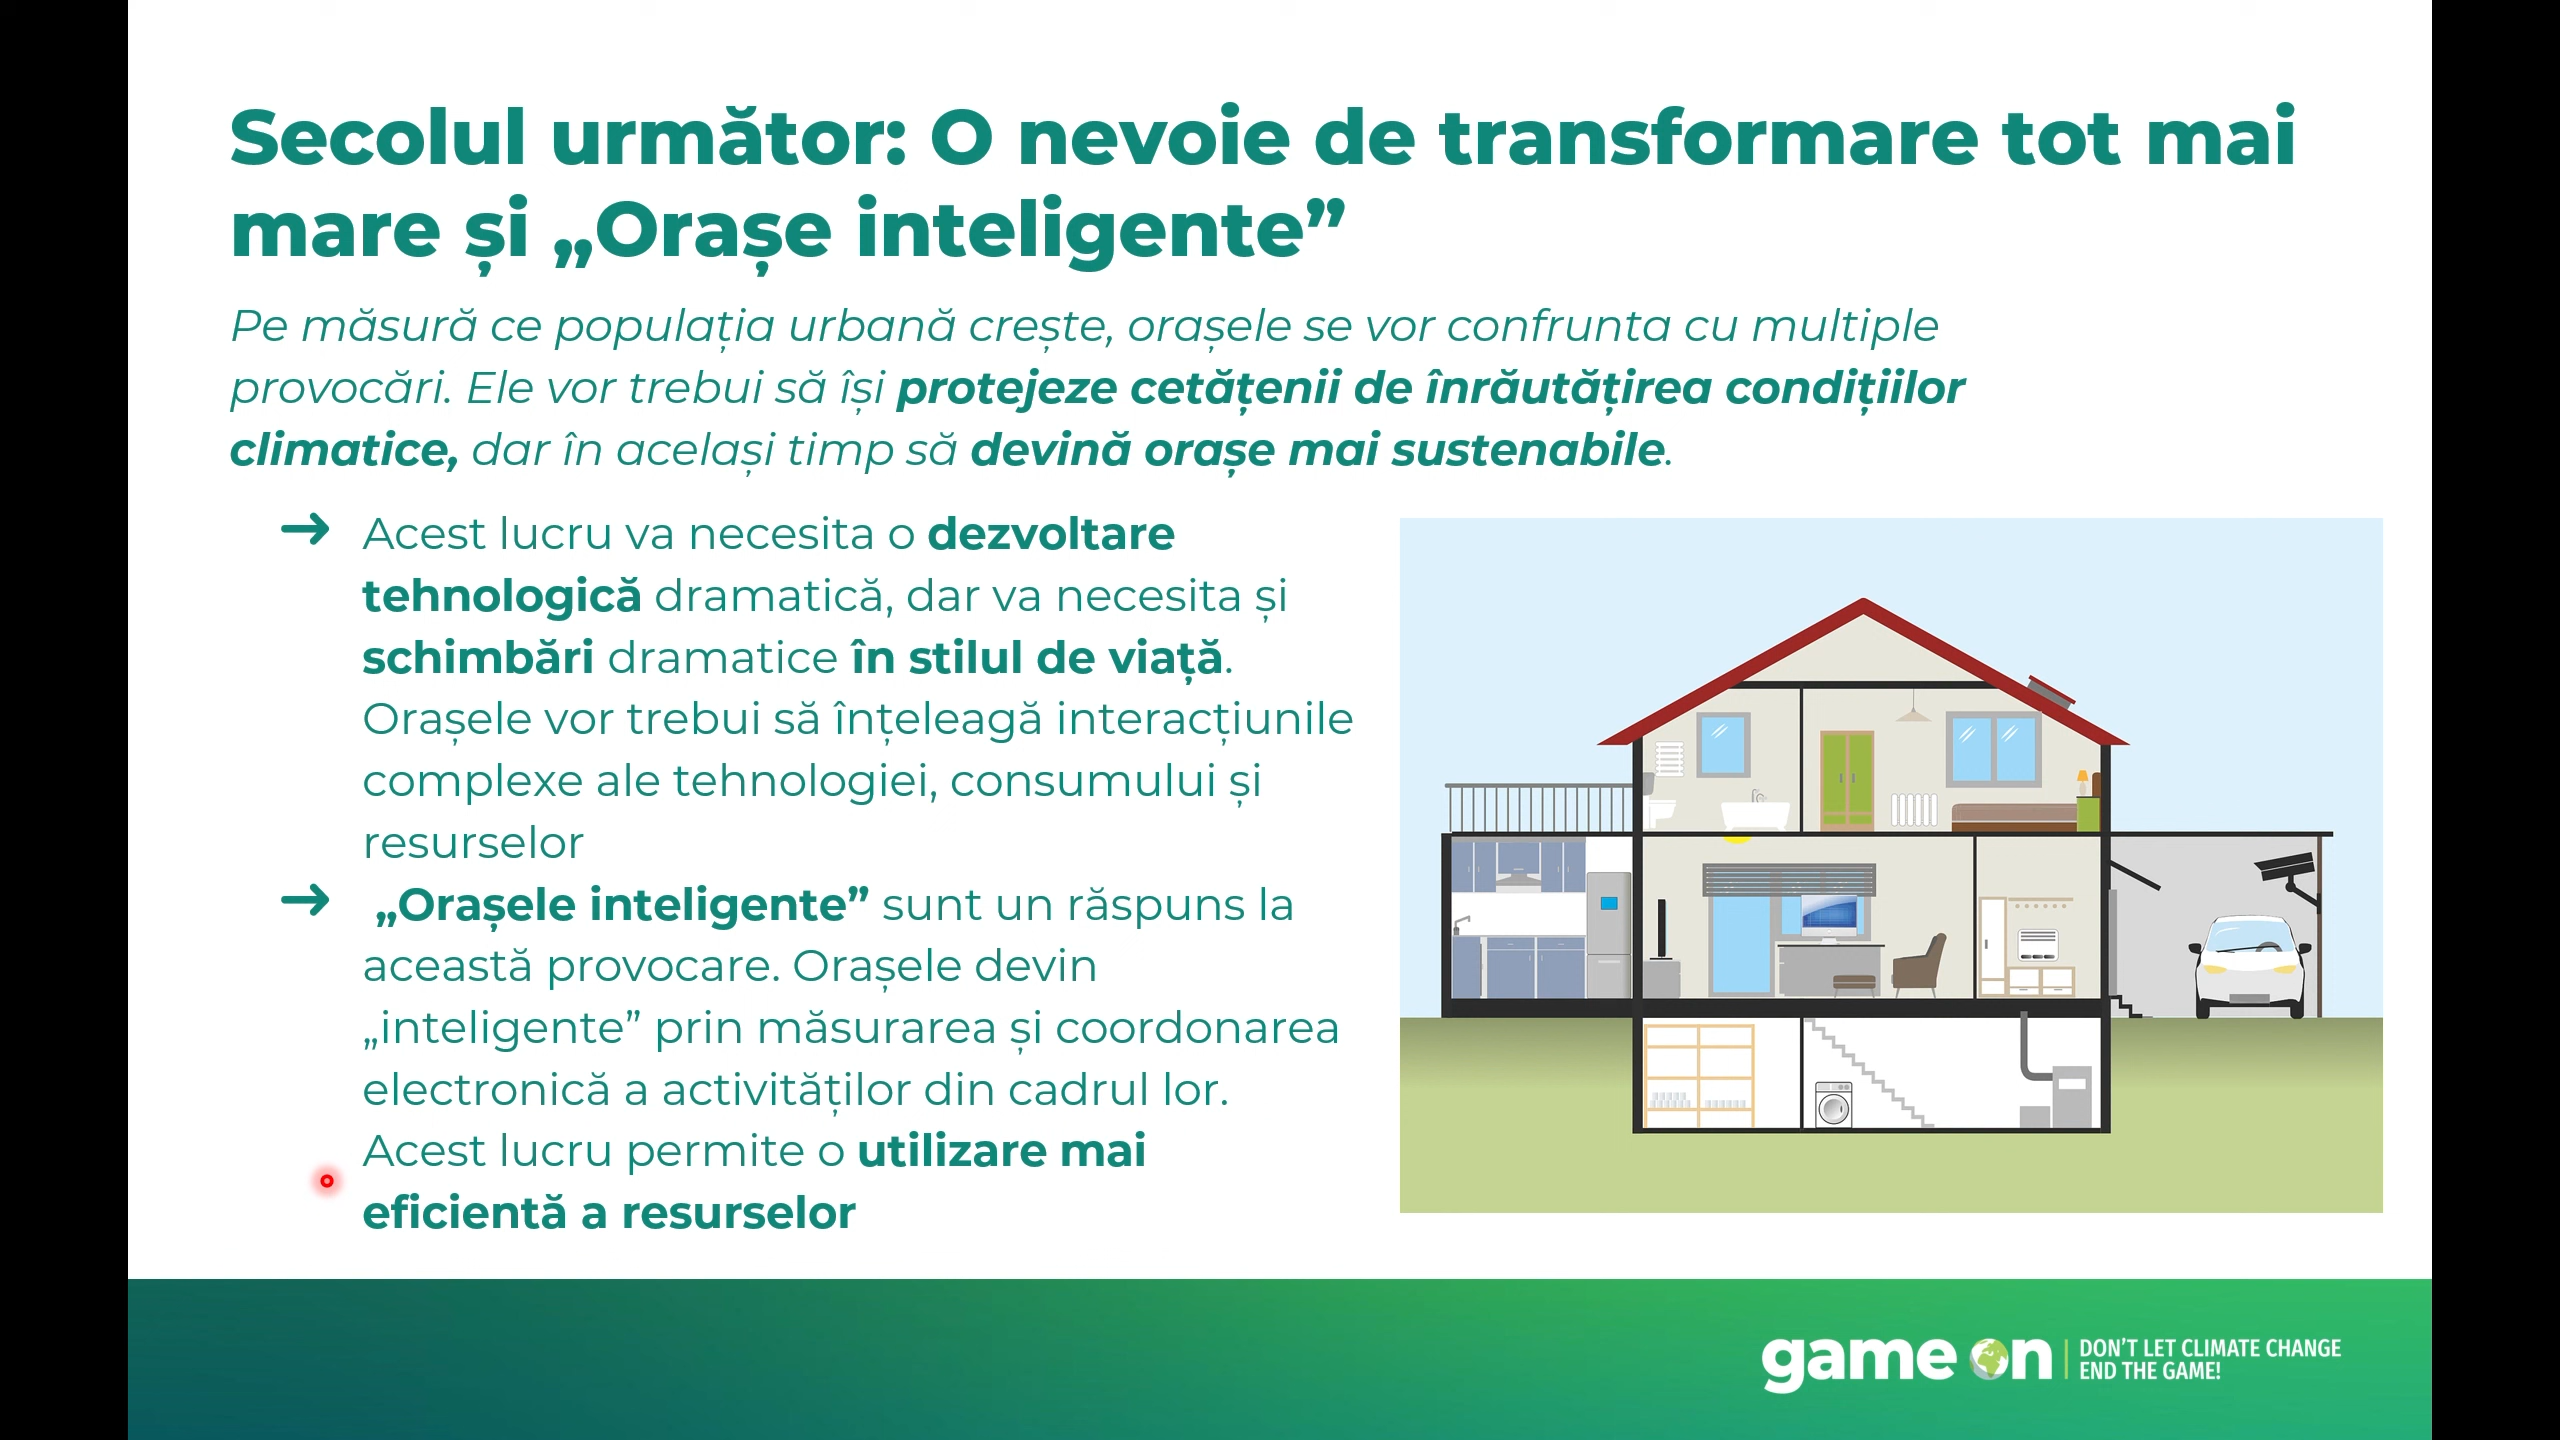 Secolul următor: O nevoie de transformare tot mai
mare și „Orașe inteligente”
Pe măsură ce populația urbană crește, orașele se vor confrunta cu multiple
provocări. Ele vor trebui să își protejeze cetățenii de înrăutățirea condițiilor
climatice, dar în același timp să devină orașe mai sustenabile.
➔ Acest lucru va necesita o dezvoltare
tehnologică dramatică, dar va necesita și
schimbări dramatice în stilul de viață.
Orașele vor trebui să înțeleagă interacțiunile
complexe ale tehnologiei, consumului și
resurselor
➔ „Orașele inteligente” sunt un răspuns la
această provocare. Orașele devin
„inteligente” prin măsurarea și coordonarea
electronică a activităților din cadrul lor.
Acest lucru permite o utilizare mai
eficientă a resurselor
game on
DON'T LET CLIMATE CHANGE
END THE GAME!